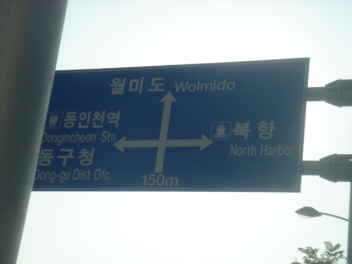 월미도 Wolmido
동인천역
Dongincheon Stn
동구청
Dong-gu Dist Ofc
북항
North Harbor
150m